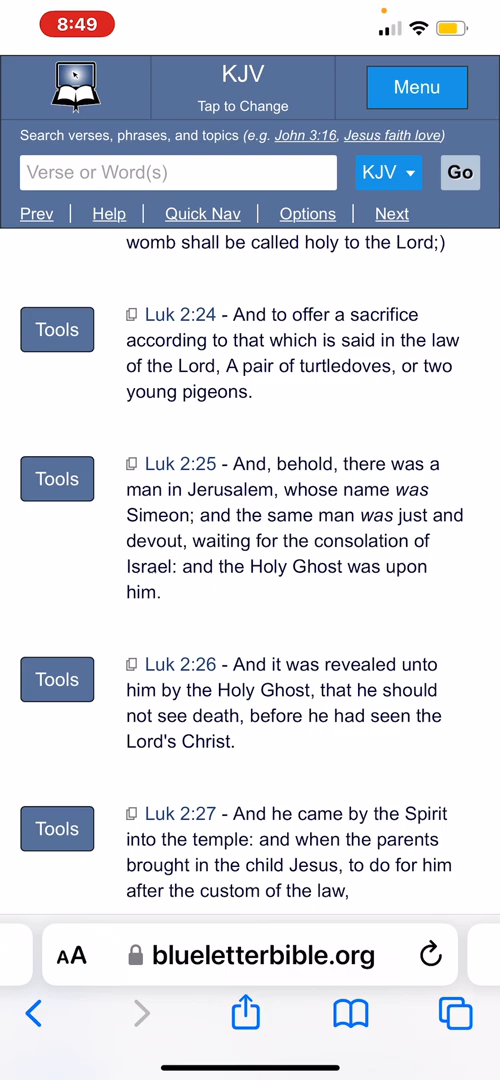 8:49
KJV
Tap to Change
Menu
Search verses, phrases, and topics (e.g. John 3:16, Jesus faith love)
Verse or Word(s)
KJV
Go
Prev | Help | Quick Nav | Options | Next
womb shall be called holy to the Lord;)
Tools
Luk 2:24 - And to offer a sacrifice
according to that which is said in the law
of the Lord, A pair of turtledoves, or two
young pigeons.
Tools
Luk 2:25 - And, behold, there was a
man in Jerusalem, whose name was
Simeon; and the same man was just and
devout, waiting for the consolation of
Israel: and the Holy Ghost was upon
him.
Tools
Luk 2:26 - And it was revealed unto
him by the Holy Ghost, that he should
not see death, before he had seen the
Lord's Christ.
Tools
Luk 2:27 - And he came by the Spirit
into the temple: and when the parents
brought in the child Jesus, to do for him
after the custom of the law,
AA
blueletterbible.org